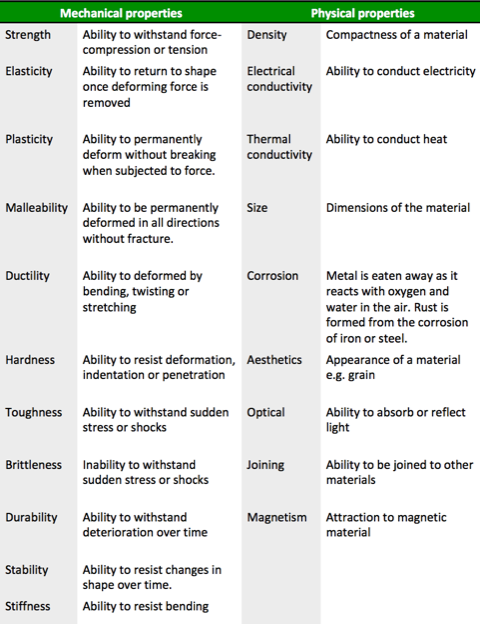 Mechanical properties Physical properties
Strength Ability to withstand force- Density Compactness of a material
compression or tension
Elasticity Ability to return to shape Electrical Ability to conduct electricity
once deforming force is conductivity
removed
Plasticity Ability to permanently Thermal Ability to conduct heat
deform without breaking conductivity
when subjected to force.
Malleability Ability to be permanently Size Dimensions of the material
deformed in all directions
without fracture.
Ductility Ability to deformed by Corrosion Metal is eaten away as it
bending, twisting or reacts with oxygen and
stretching water in the air. Rust is
formed from the corrosion
of iron or steel.
Hardness Ability to resist deformation, Aesthetics Appearance of a material
indentation or penetration e.g. grain
Toughness Ability to withstand sudden Optical Ability to absorb or reflect
stress or shocks light
Brittleness Inability to withstand Joining Ability to be joined to other
sudden stress or shocks materials
Durability Ability to withstand Magnetism Attraction to magnetic
deterioration over time material
Stability Ability to resist changes in
shape over time.
Stiffness Ability to resist bending